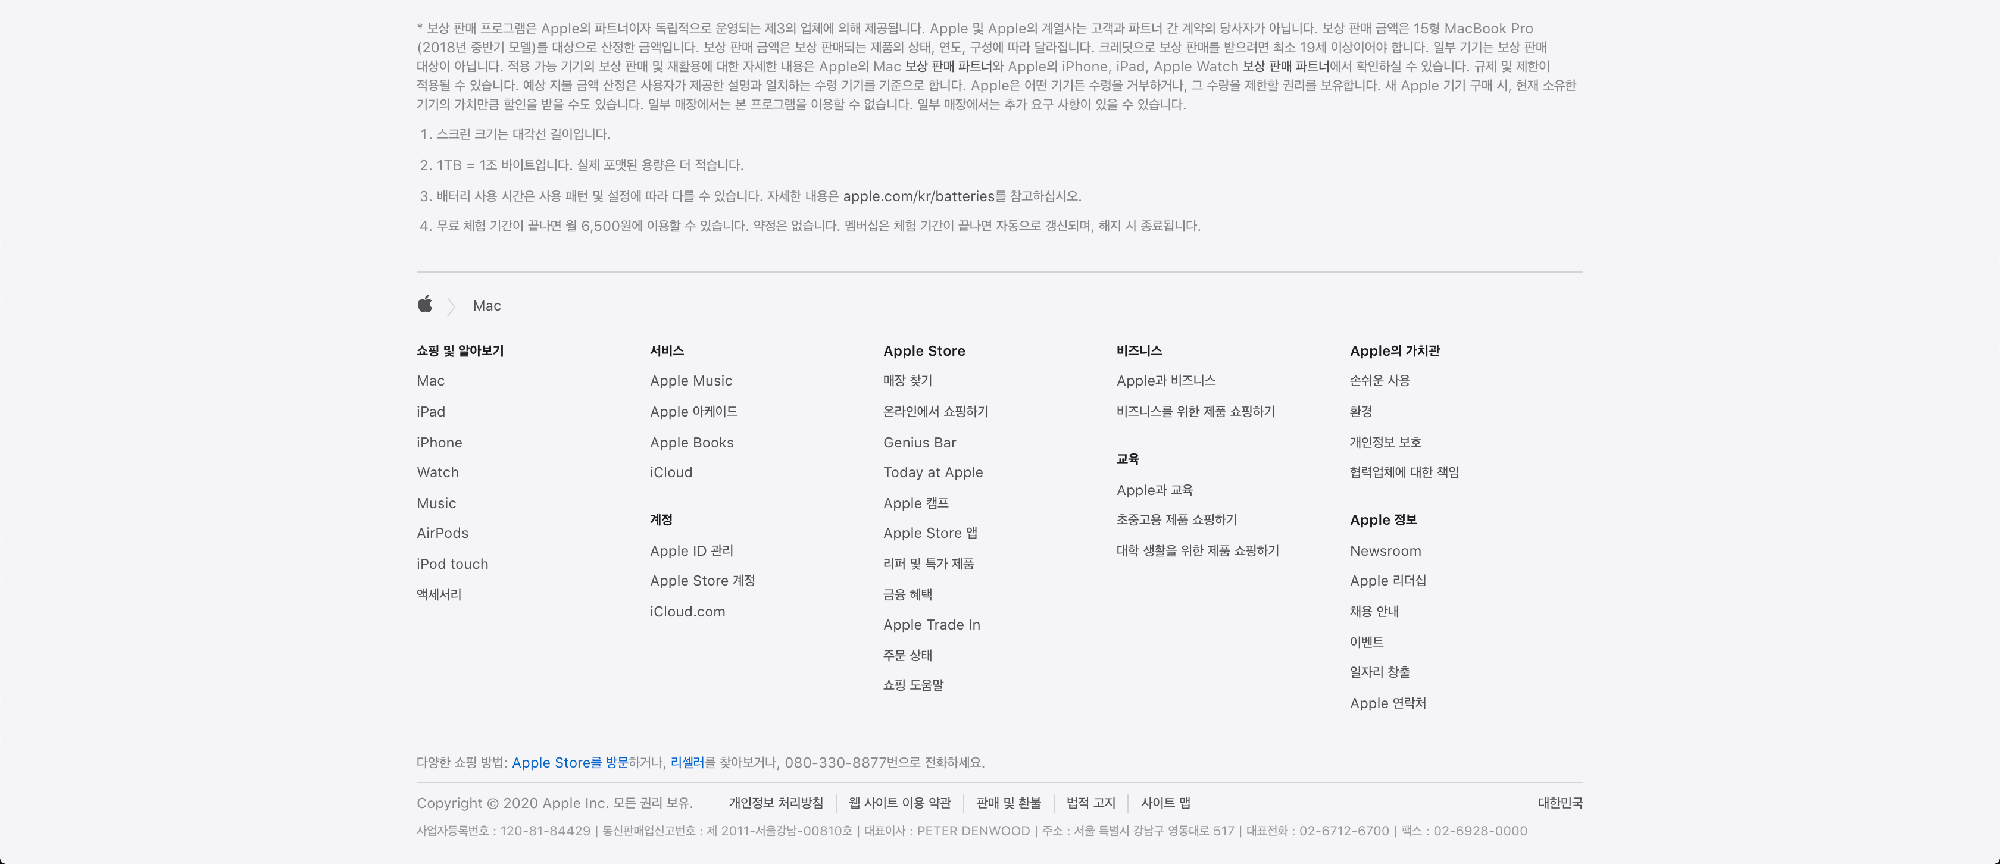 * 보상 판매 프로그램은 Apple의 파트너이자 독립적으로 운영되는 제3의 업체에 의해 제공됩니다. Apple 및 Apple의 계열사는 고객과 파트너 간 계약의 당사자가 아닙니다. 보상 판매 금액은 15형 MacBook Pro
(2018년 중반기 모델)를 대상으로 산정한 금액입니다. 보상 판매 금액은 보상 판매되는 제품의 상태, 연도, 구성에 따라 달라집니다. 크레딧으로 보상 판매를 받으려면 최소 19세 이상이어야 합니다. 일부 기기는 보상 판매
대상이 아닙니다. 적용 가능 기기의 보상 판매 및 재활용에 대한 자세한 내용은 Apple의 Mac 보상 판매 파트너와 Apple의 iPhone, iPad, Apple Watch 보상 판매 파트너에서 확인하실 수 있습니다. 규제 및 제한이
적용될 수 있습니다. 예상 지불 금액 산정은 사용자가 제공한 설명과 일치하는 수령 기기를 기준으로 합니다. Apple은 어떤 기기든 수령을 거부하거나, 그 수량을 제한할 권리를 보유합니다. 새 Apple 기기 구매 시, 현재 소유한
기기의 가치만큼 할인을 받을 수도 있습니다. 일부 매장에서는 본 프로그램을 이용할 수 없습니다. 일부 매장에서는 추가 요구 사항이 있을 수 있습니다.
1. 스크린 크기는 대각선 길이입니다.
2. 1TB = 1조 바이트입니다. 실제 포맷된 용량은 더 적습니다.
3. 배터리 사용 시간은 사용 패턴 및 설정에 따라 다를 수 있습니다. 자세한 내용은 apple.com/kr/batteries를 참고하십시오.
4. 무료 체험 기간이 끝나면 월 6,500원에 이용할 수 있습니다. 약정은 없습니다. 멤버십은 체험 기간이 끝나면 자동으로 갱신되며, 해지 시 종료됩니다.
Mac
쇼핑 및 알아보기
Mac
iPad
iPhone
Watch
Music
AirPods
iPod touch
액세서리
서비스
Apple Music
Apple 아케이드
Apple Books
iCloud
계정
Apple ID 관리
Apple Store 계정
iCloud.com
Apple Store
매장 찾기
온라인에서 쇼핑하기
Genius Bar
Today at Apple
Apple 캠프
Apple Store 앱
리퍼 및 특가 제품
금융 혜택
Apple Trade In
주문 상태
쇼핑 도움말
비즈니스
Apple과 비즈니스
비즈니스를 위한 제품 쇼핑하기
교육
Apple과 교육
초중고용 제품 쇼핑하기
대학 생활을 위한 제품 쇼핑하기
Apple의 가치관
손쉬운 사용
환경
개인정보 보호
협력업체에 대한 책임
Apple 정보
Newsroom
Apple 리더십
채용 안내
이벤트
일자리 창출
Apple 연락처
다양한 쇼핑 방법: Apple Store를 방문하거나, 리셀러를 찾아보거나, 080-330-8877번으로 전화하세요.
Copyright © 2020 Apple Inc. 모든 권리 보유. 개인정보 처리방침 | 웹 사이트 이용 약관 | 판매 및 환불 | 법적 고지 | 사이트 맵 대한민국
사업자등록번호 : 120-81-84429 | 통신판매업신고번호 : 제 2011-서울강남-00810호 | 대표이사 : PETER DENWOOD | 주소 : 서울 특별시 강남구 영동대로 517 | 대표전화 : 02-6712-6700 | 팩스 : 02-6928-0000